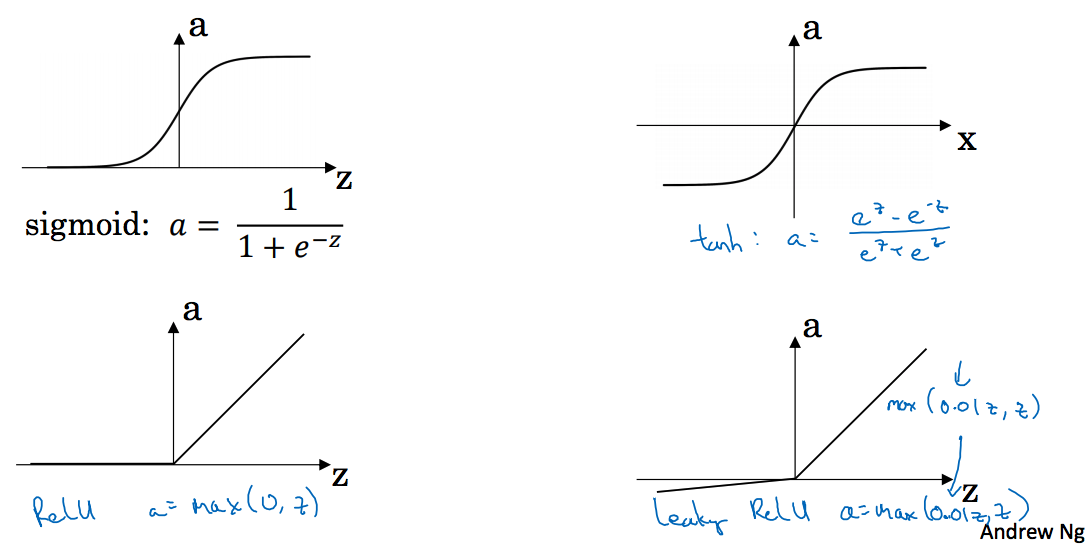 a
z
sigmoid: a = 1 / (1 + e^{-z})
a
x
tanh: a = (e^z - e^{-z}) / (e^z + e^z)
a
z
ReLU a = max(0, z)
a
↓
max(0.01z, z)
z
Leaky ReLU a = max(0.01z, z)
Andrew Ng